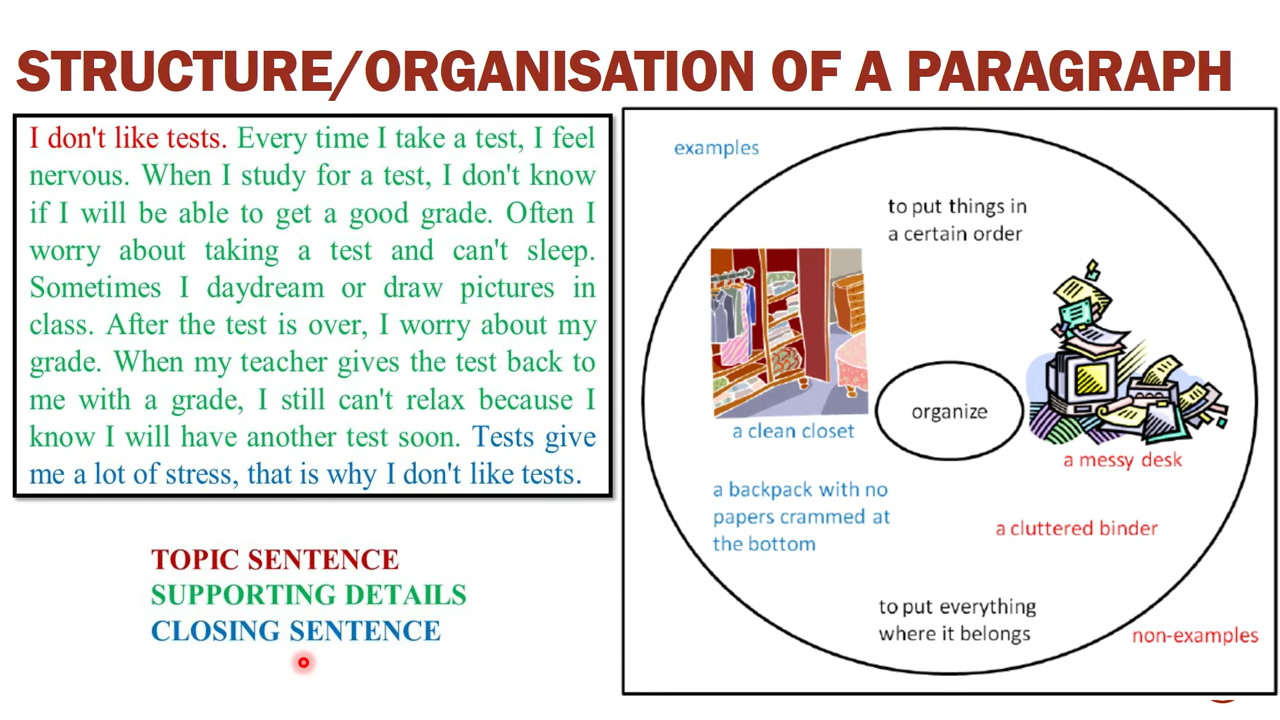 STRUCTURE/ORGANISATION OF A PARAGRAPH
I don't like tests. Every time I take a test, I feel
nervous. When I study for a test, I don't know
if I will be able to get a good grade. Often I
worry about taking a test and can't sleep.
Sometimes I daydream or draw pictures in
class. After the test is over, I worry about my
grade. When my teacher gives the test back to
me with a grade, I still can't relax because I
know I will have another test soon. Tests give
me a lot of stress, that is why I don't like tests.
TOPIC SENTENCE
SUPPORTING DETAILS
CLOSING SENTENCE
examples
to put things in
a certain order
organize
a clean closet
a messy desk
a backpack with no
papers crammed at
the bottom
a cluttered binder
to put everything
where it belongs
non-examples